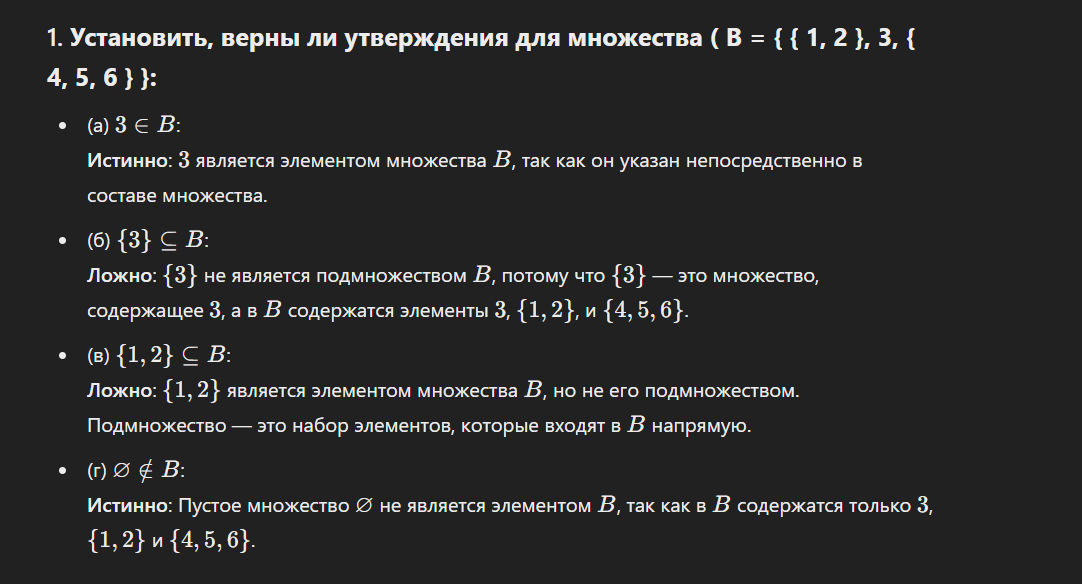 1. Установить, верны ли утверждения для множества ( B = { { 1, 2 }, 3, {
4, 5, 6 } }:
• (а) 3 ∈ B:
Истинно: 3 является элементом множества B, так как он указан непосредственно в
составе множества.
• (б) {3} ⊆ B:
Ложно: {3} не является подмножеством B, потому что {3} — это множество,
содержащее 3, а в B содержатся элементы 3, {1, 2}, и {4, 5, 6}.
• (в) {1, 2} ⊆ B:
Ложно: {1, 2} является элементом множества B, но не его подмножеством.
Подмножество — это набор элементов, которые входят в B напрямую.
• (г) ∅ ∉ B:
Истинно: Пустое множество ∅ не является элементом B, так как в B содержатся только 3,
{1, 2} и {4, 5, 6}.